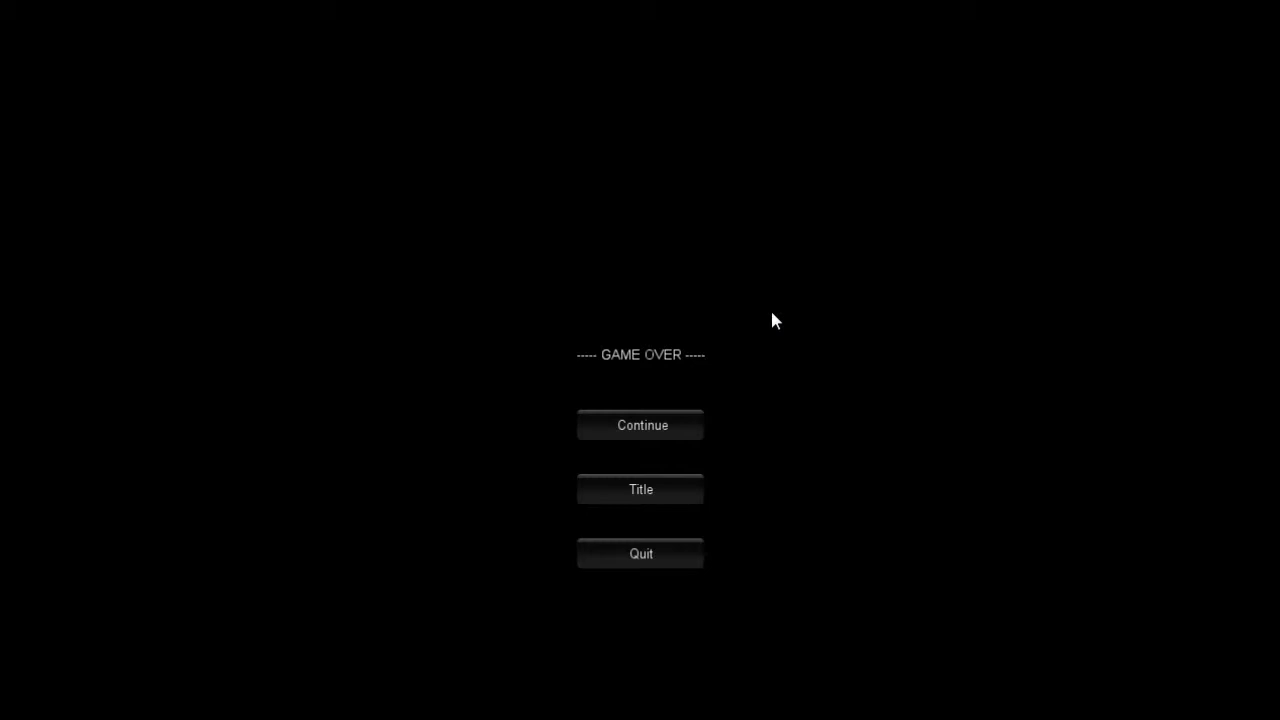 ----- GAME OVER -----
Continue
Title
Quit